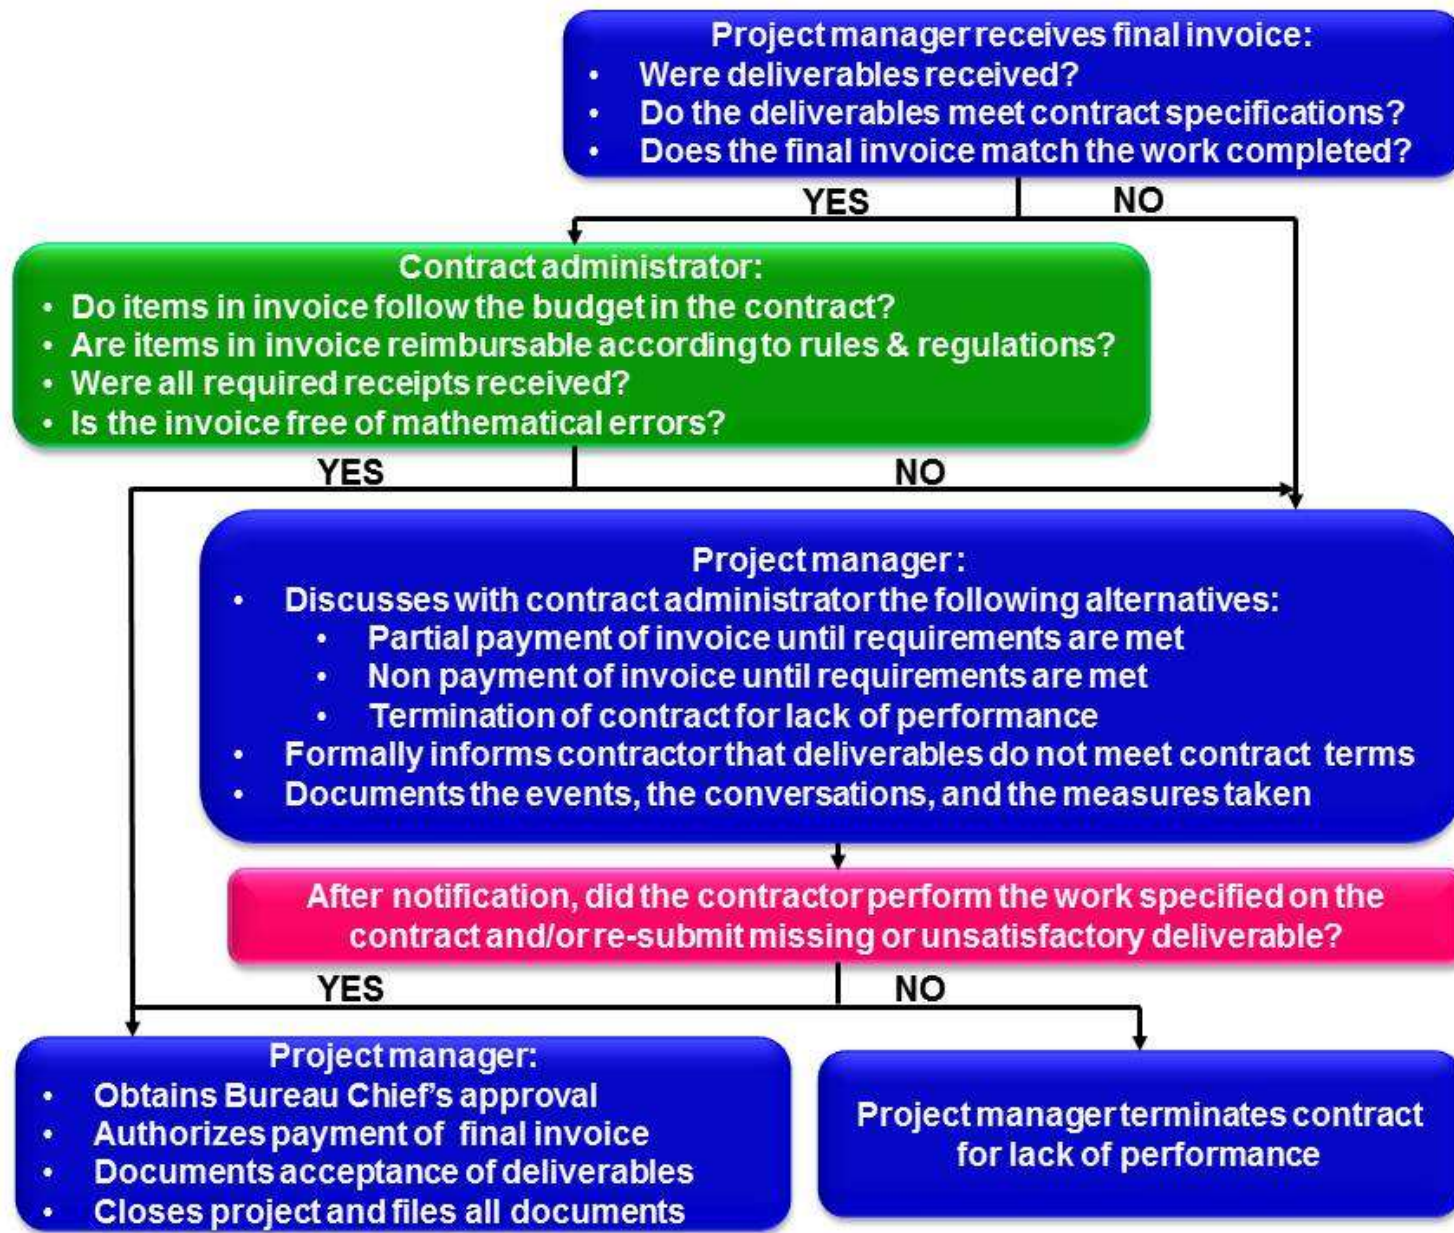 Project manager receives final invoice:
• Were deliverables received?
• Do the deliverables meet contract specifications?
• Does the final invoice match the work completed?
YES
NO
Contract administrator:
• Do items in invoice follow the budget in the contract?
• Are items in invoice reimbursable according to rules & regulations?
• Were all required receipts received?
• Is the invoice free of mathematical errors?
YES
NO
Project manager :
• Discusses with contract administrator the following alternatives:
• Partial payment of invoice until requirements are met
• Non payment of invoice until requirements are met
• Termination of contract for lack of performance
• Formally informs contractor that deliverables do not meet contract terms
• Documents the events, the conversations, and the measures taken
After notification, did the contractor perform the work specified on the
contract and/or re-submit missing or unsatisfactory deliverable?
YES
NO
Project manager:
• Obtains Bureau Chief’s approval
• Authorizes payment of final invoice
• Documents acceptance of deliverables
• Closes project and files all documents
Project manager terminates contract
for lack of performance